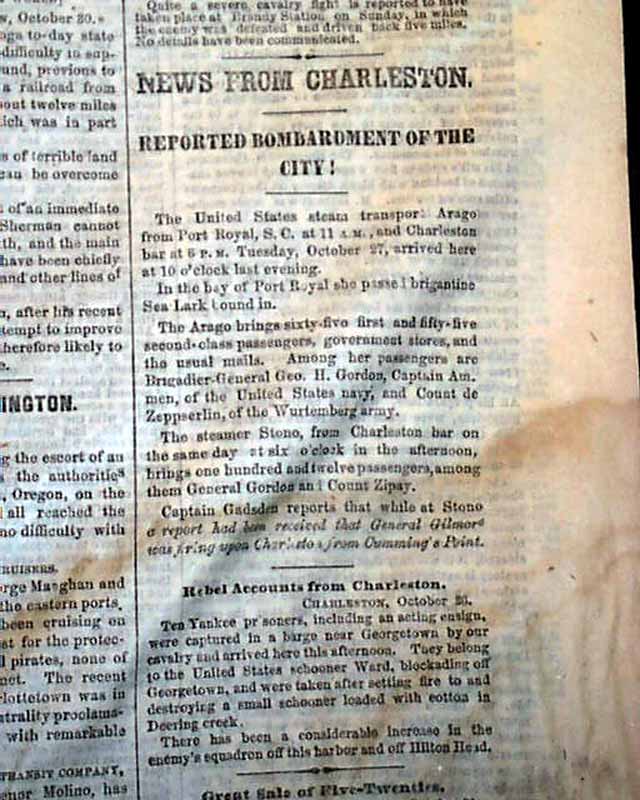 N, October 30.
oga to-day state
difficulty in sup-
und, previous to
a railroad from
bout twelve miles
ich was in part
s of terrible land
can be overcome
of an immediate
Sherman cannot
th, and the main
have been chiefly
and other lines of
n, after his recent
tempt to improve
therefore likely to
e.
INGTON.
g the escort of an
s the authorities
, Oregon, on the
all reached the
no difficulty with
RUISERS.
orge Maughan and
the eastern ports,
been cruising on
st for the protec-
l pirates, none of
net. The recent
lottetown was in
trality proclama-
with remarkable
TRANSIT COMPANY,
enor Molino, has
Quite a severe cavalry fight is reported to have
taken place at Brandy Station on Sunday, in which
the enemy was defeated and driven back five miles.
No details have been communicated.
NEWS FROM CHARLESTON.
REPORTED BOMBARDMENT OF THE
CITY!
The United States steam transport Arago
from Port Royal, S. C. at 11 A.M., and Charleston
bar at 6 P.M. Tuesday, October 27, arrived here
at 10 o'clock last evening.
In the bay of Port Royal she passed brigantine
Sea Lark bound in.
The Arago brings sixty-five first and fifty-five
second-class passengers, government stores, and
the usual mails. Among her passengers are
Brigadier-General Geo. H. Gordon, Captain Am-
men, of the United States navy, and Count de
Zeppserlin, of the Wurtemberg army.
The steamer Stono, from Charleston bar on
the same day at six o'clock in the afternoon,
brings one hundred and twelve passengers, among
them General Gordon and Count Zipay.
Captain Gadsden reports that while at Stono
a report had been received that General Gilmore
was firing upon Charleston from Cumming's Point.
Rebel Accounts from Charleston.
CHARLESTON, October 26.
Ten Yankee prisoners, including an acting ensign,
were captured in a barge near Georgetown by our
cavalry and arrived here this afternoon. They belong
to the United States schooner Ward, blockading off
Georgetown, and were taken after setting fire to and
destroying a small schooner loaded with cotton in
Deering creek.
There has been a considerable increase in the
enemy's squadron off this harbor and off Hilton Head.
Great Sale of Five-Twenties.